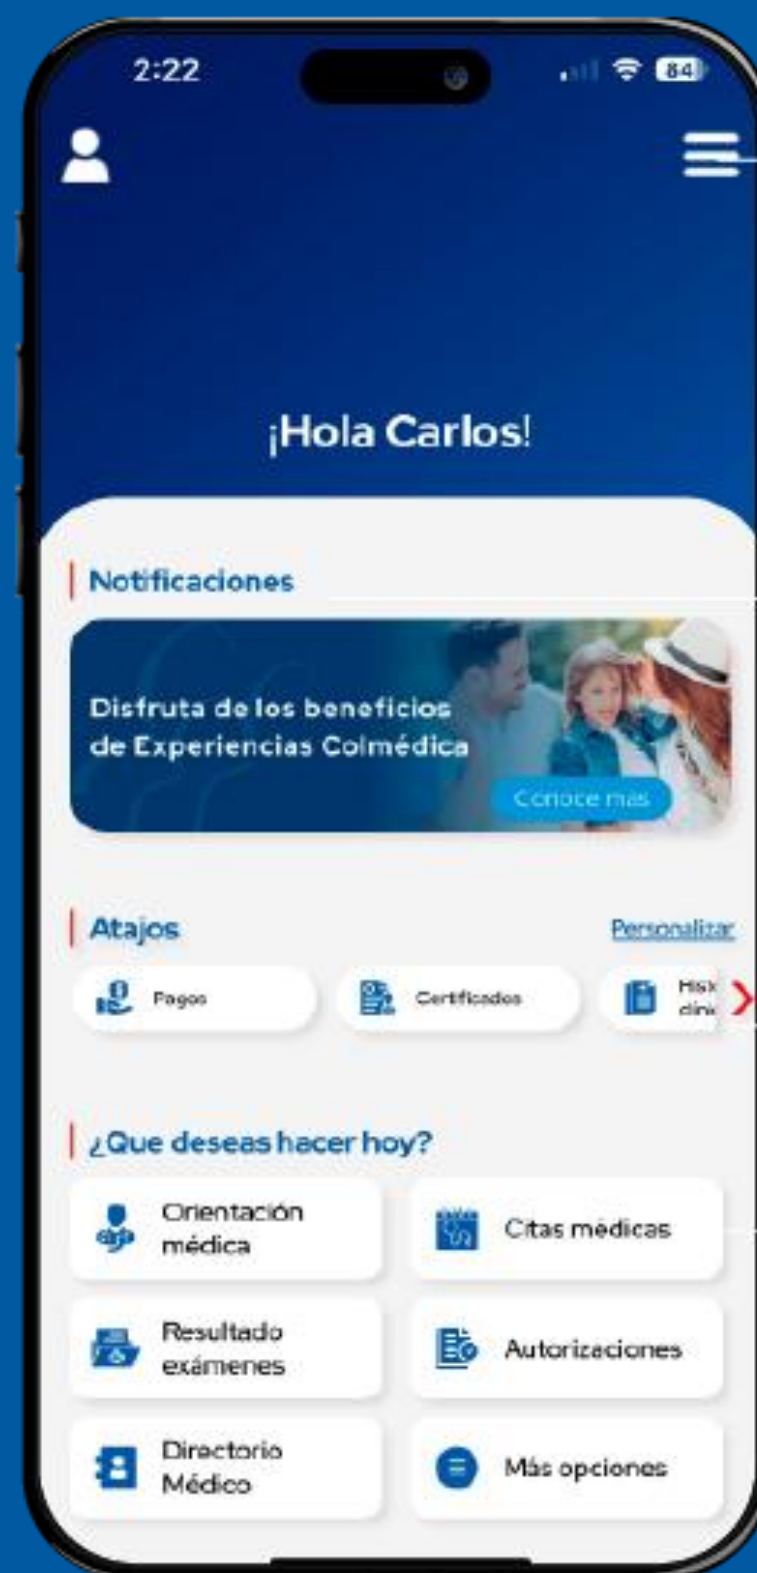 2:22
84
¡Hola Carlos!
Notificaciones
Disfruta de los beneficios
de Experiencias Colmédica
Conoce mas
Atajos
Personalizar
Pagos
Certificados
¿Que deseas hacer hoy?
Orientación
médica
Citas médicas
Resultado
exámenes
Autorizaciones
Directorio
Médico
Más opciones